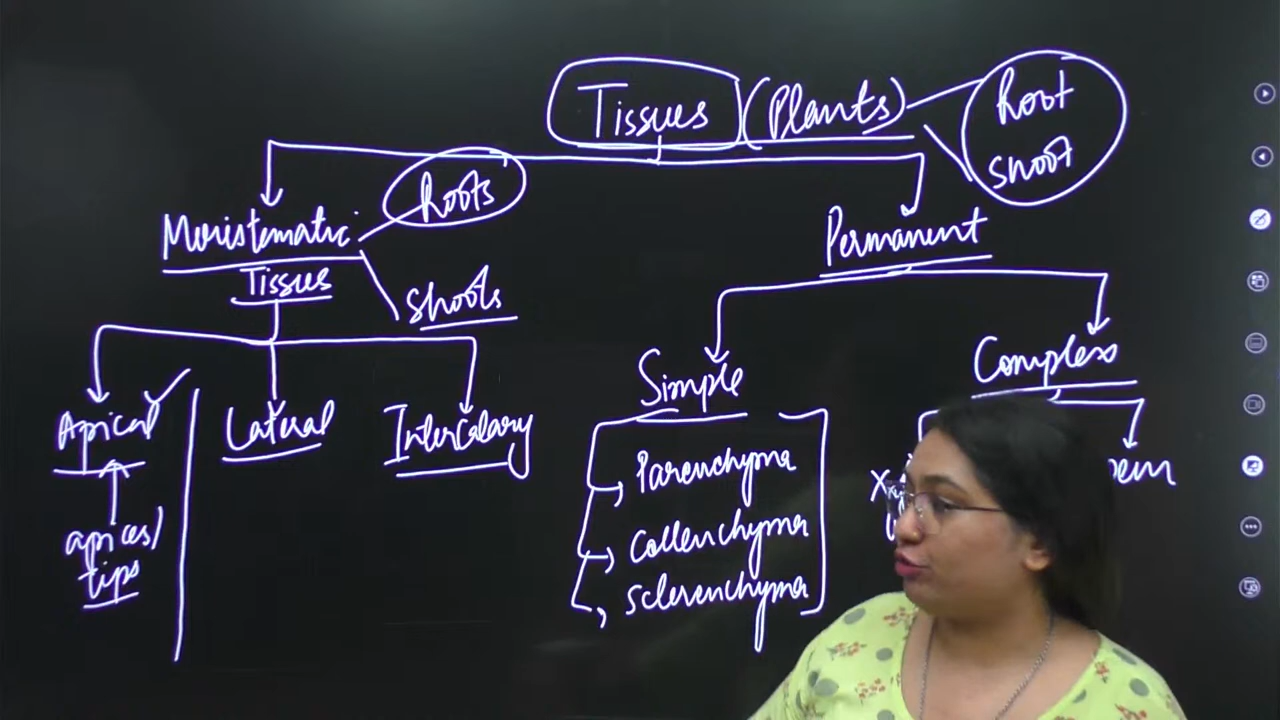 Tissues (Plants)
Root
Shoot
Meristematic
Tissues
Roots
Shoots
Permanent
Apical
Lateral
Intercalary
apices/
tips
Simple
Parenchyma
Collenchyma
Sclerenchyma
Complex